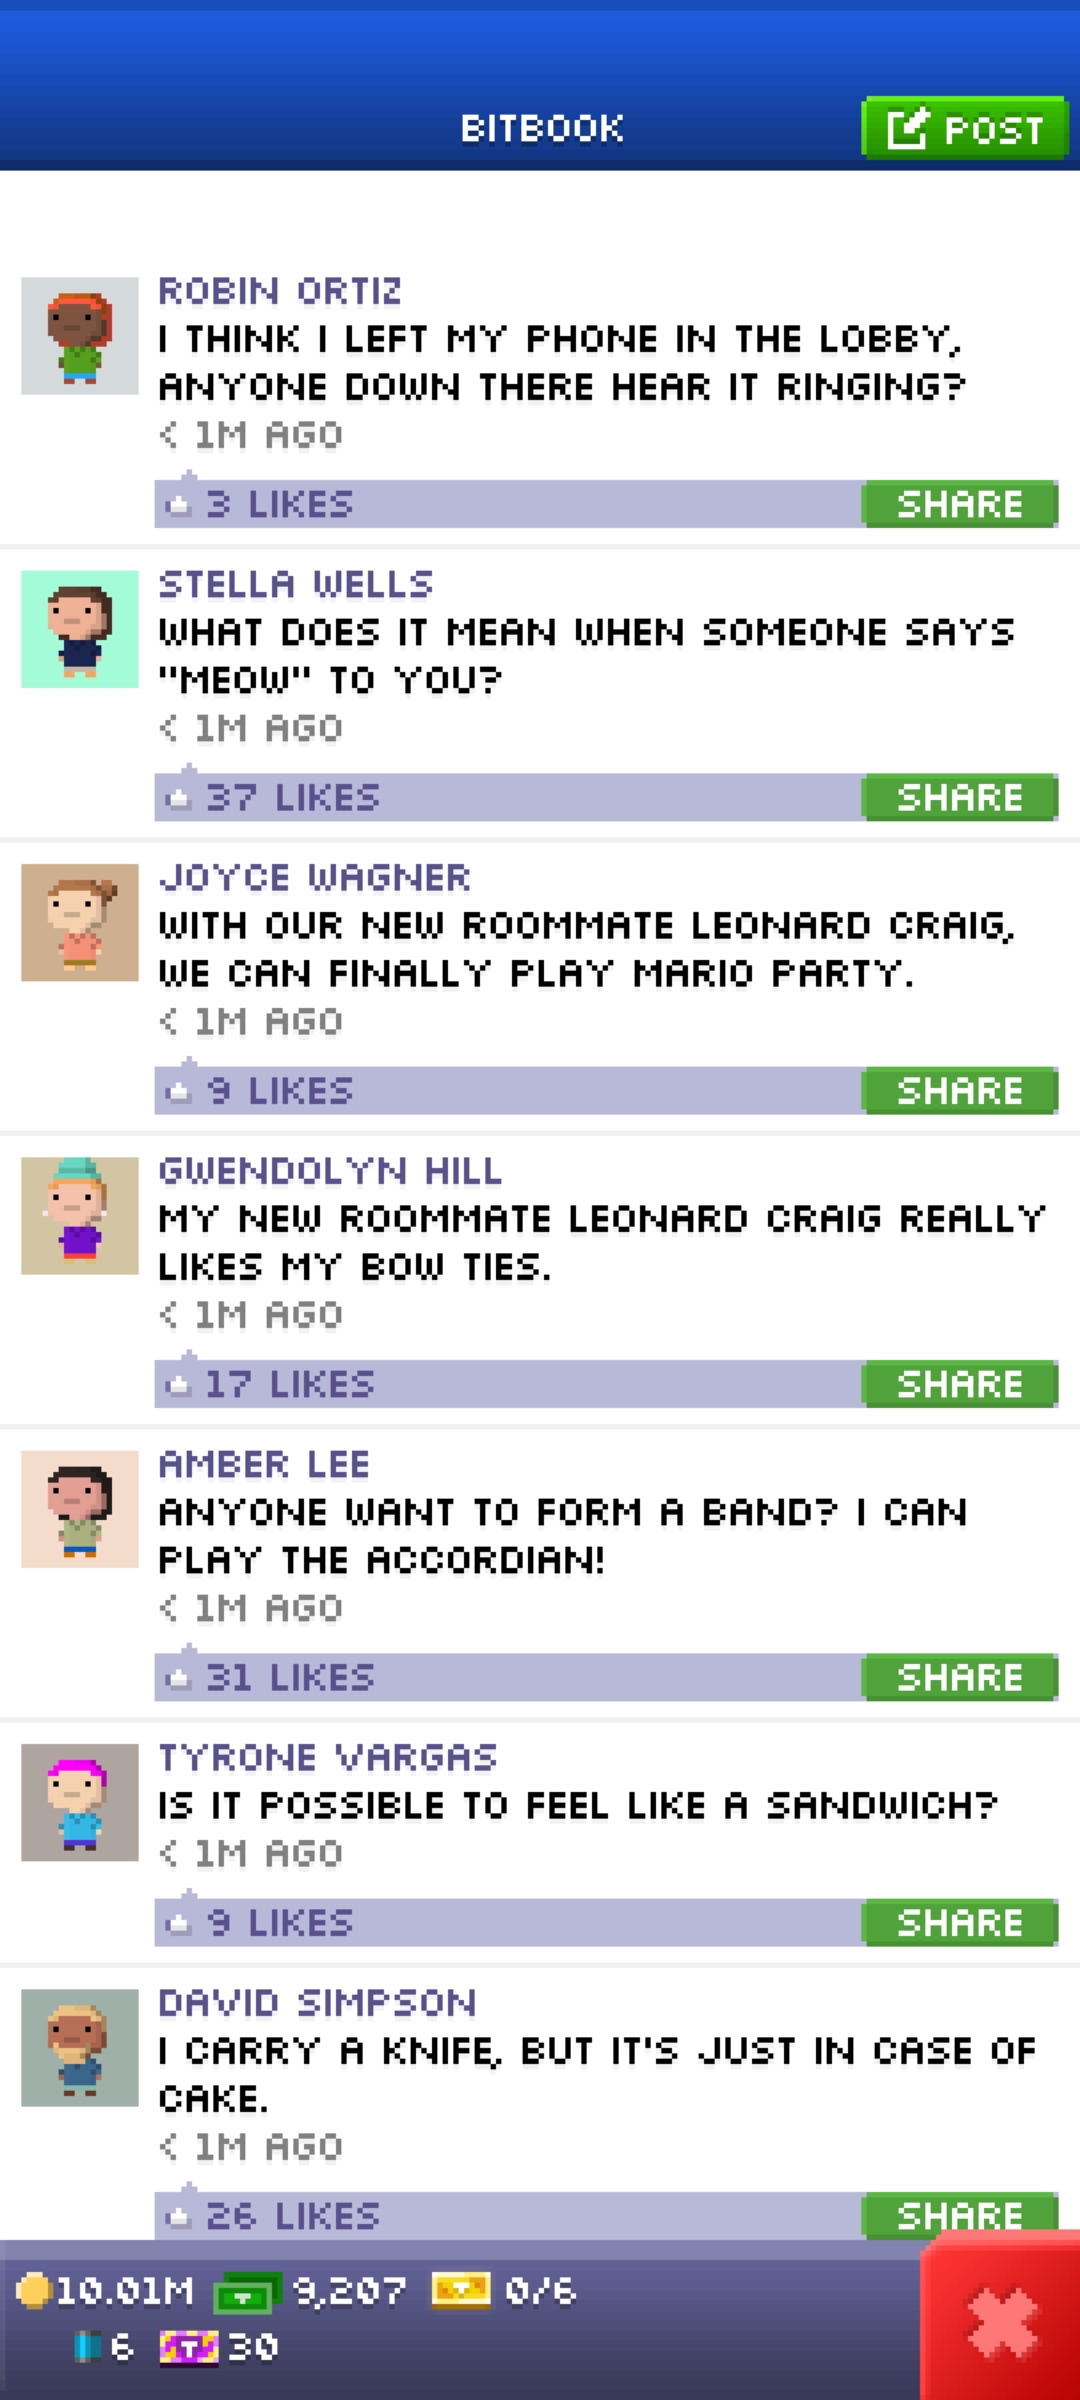 BITBOOK
POST
ROBIN ORTIZ
I THINK I LEFT MY PHONE IN THE LOBBY,
ANYONE DOWN THERE HEAR IT RINGING?
< 1M AGO
3 LIKES
SHARE
STELLA WELLS
WHAT DOES IT MEAN WHEN SOMEONE SAYS
"MEOW" TO YOU?
< 1M AGO
37 LIKES
SHARE
JOYCE WAGNER
WITH OUR NEW ROOMMATE LEONARD CRAIG,
WE CAN FINALLY PLAY MARIO PARTY.
< 1M AGO
9 LIKES
SHARE
GWENDOLYN HILL
MY NEW ROOMMATE LEONARD CRAIG REALLY
LIKES MY BOW TIES.
< 1M AGO
17 LIKES
SHARE
AMBER LEE
ANYONE WANT TO FORM A BAND? I CAN
PLAY THE ACCORDIAN!
< 1M AGO
31 LIKES
SHARE
TYRONE VARGAS
IS IT POSSIBLE TO FEEL LIKE A SANDWICH?
< 1M AGO
9 LIKES
SHARE
DAVID SIMPSON
I CARRY A KNIFE, BUT IT'S JUST IN CASE OF
CAKE.
< 1M AGO
26 LIKES
SHARE
10.01M 9,207 0/6
6 T 30